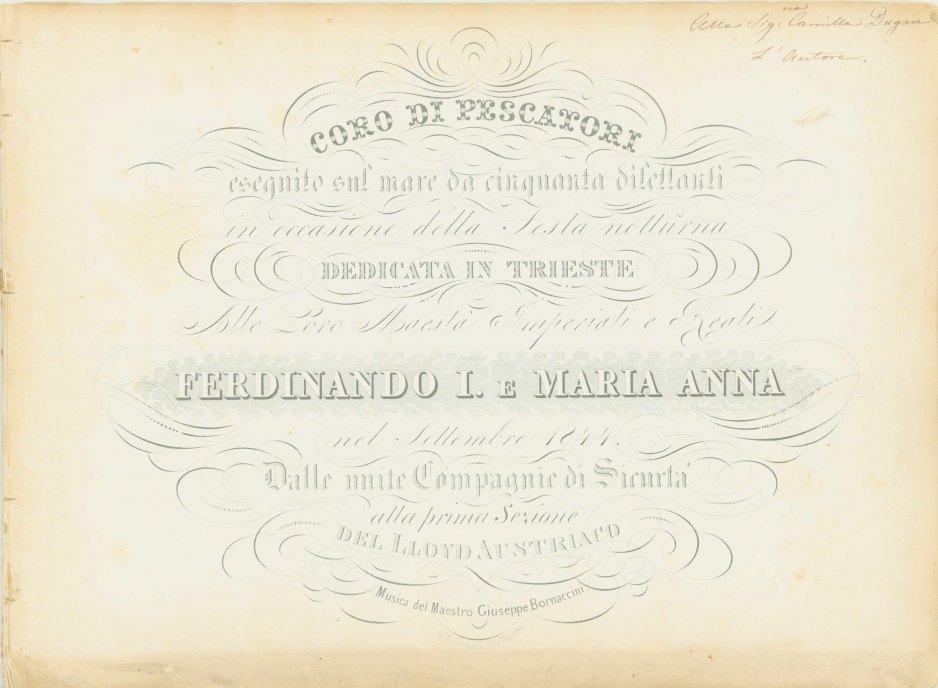 Alla Sig:na Camilla Dugan
L'Autore.
CORO DI PESCATORI
eseguito sul mare da cinquanta dilettanti
in occasione della Festa notturna
DEDICATA IN TRIESTE
Alle Loro Maestà Imperiali e Reali
FERDINANDO I. E MARIA ANNA
nel Settembre 1844.
Dalle unite Compagnie di Sicurtà
alla prima Sezione
DEL LLOYD AUSTRIACO
Musica del Maestro Giuseppe Bornaccini.